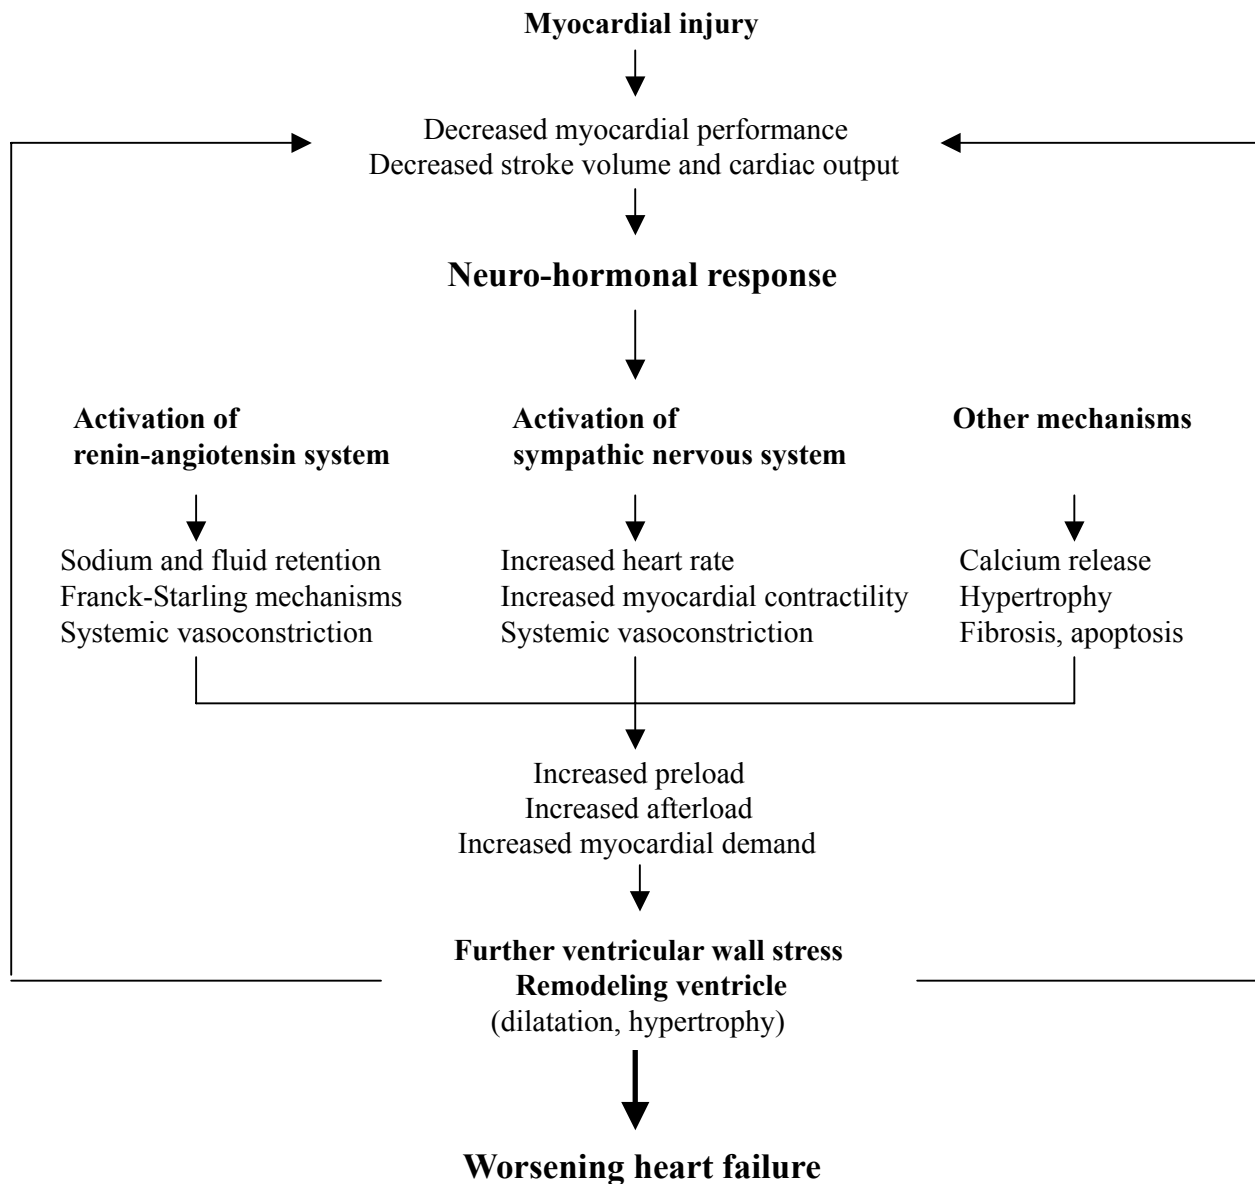 Myocardial injury
Decreased myocardial performance
Decreased stroke volume and cardiac output
Neuro-hormonal response
Activation of
renin-angiotensin system
Activation of
sympathic nervous system
Other mechanisms
Sodium and fluid retention
Franck-Starling mechanisms
Systemic vasoconstriction
Increased heart rate
Increased myocardial contractility
Systemic vasoconstriction
Calcium release
Hypertrophy
Fibrosis, apoptosis
Increased preload
Increased afterload
Increased myocardial demand
Further ventricular wall stress
Remodeling ventricle
(dilatation, hypertrophy)
Worsening heart failure